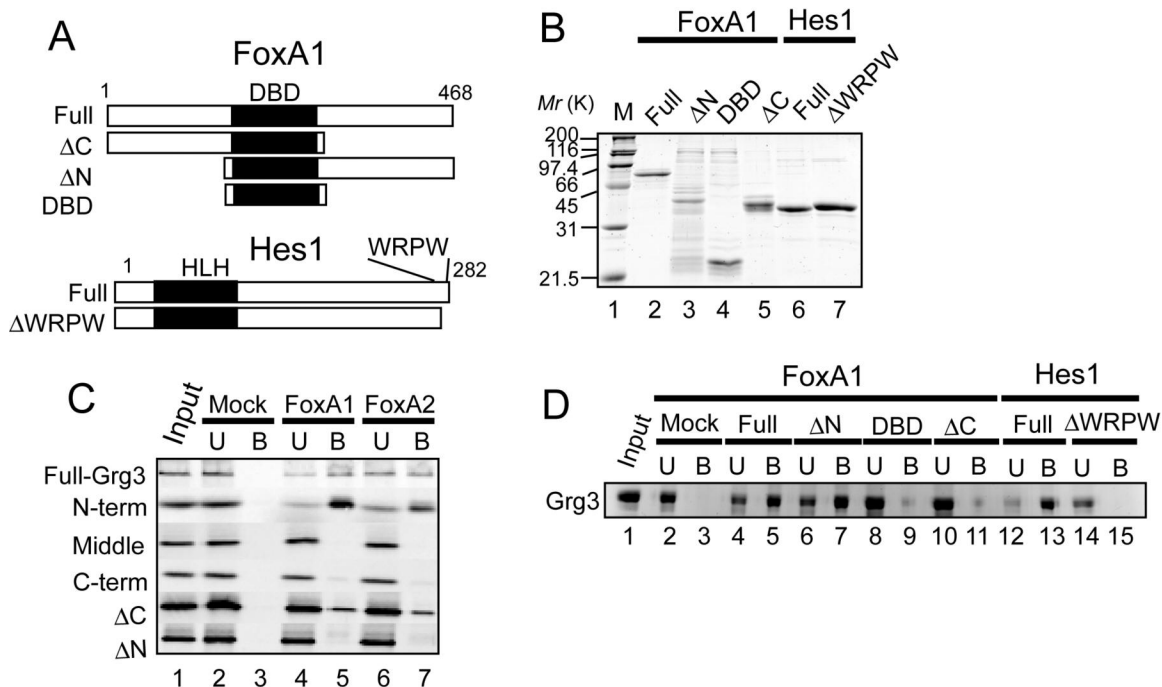 A
FoxA1
1 DBD 468
Full
ΔC
ΔN
DBD
Hes1
WRPW
1 HLH 282
Full
ΔWRPW
B
FoxA1 Hes1
Mr (K) M Full ΔN DBD ΔC Full ΔWRPW
200
116
97.4
66
45
31
21.5
1 2 3 4 5 6 7
C
Input Mock FoxA1 FoxA2
U B U B U B
Full-Grg3
N-term
Middle
C-term
ΔC
ΔN
1 2 3 4 5 6 7
D
FoxA1 Hes1
Input Mock Full ΔN DBD ΔC Full ΔWRPW
U B U B U B U B U B U B U B
Grg3
1 2 3 4 5 6 7 8 9 10 11 12 13 14 15